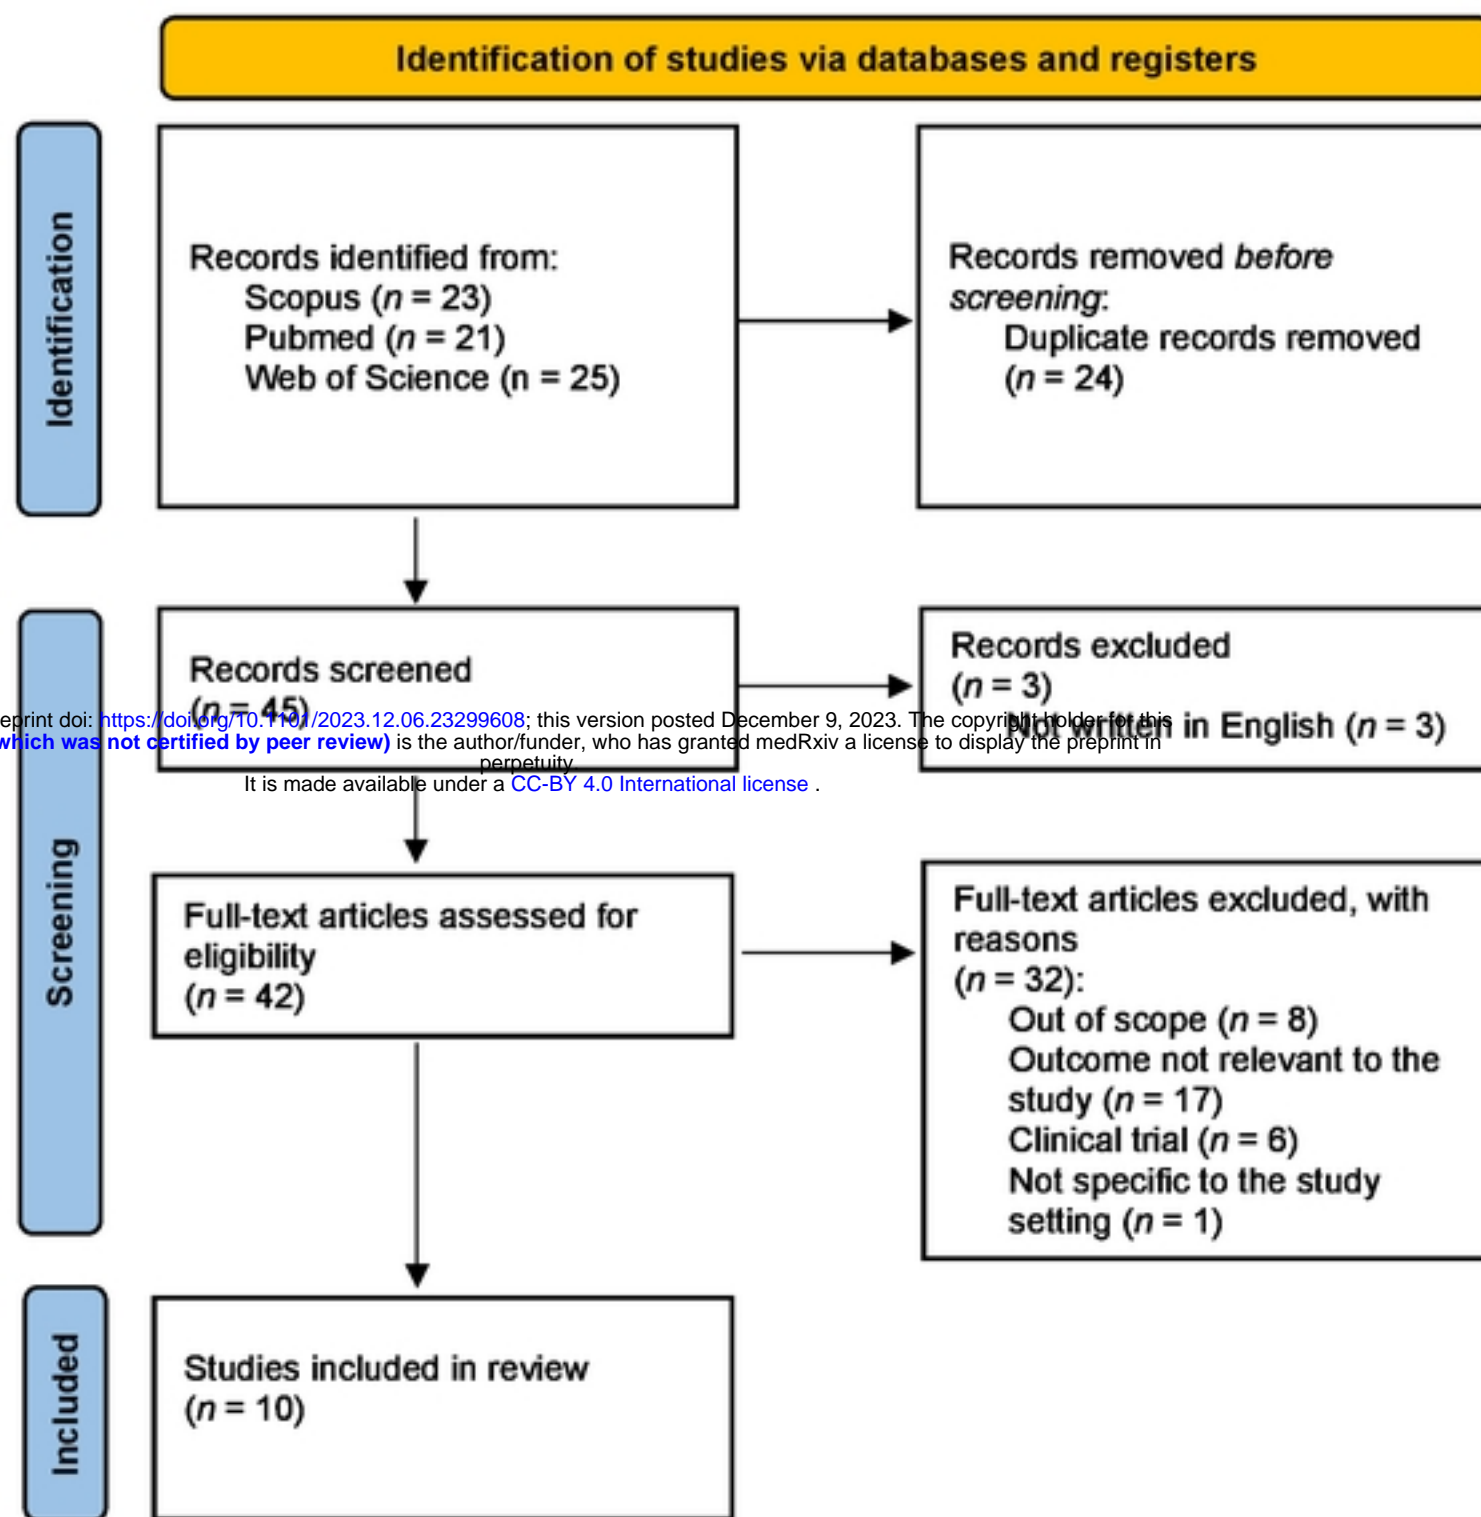 Identification of studies via databases and registers
Identification
Records identified from:
Scopus (n = 23)
Pubmed (n = 21)
Web of Science (n = 25)
Records removed before
screening:
Duplicate records removed
(n = 24)
Screening
Records screened
(n = 45)
Records excluded
(n = 3)
Not written in English (n = 3)
eprint doi: https://doi.org/10.1101/2023.12.06.23299608; this version posted December 9, 2023. The copyright holder for this
which was not certified by peer review) is the author/funder, who has granted medRxiv a license to display the preprint in
perpetuity.
It is made available under a CC-BY 4.0 International license .
Full-text articles assessed for
eligibility
(n = 42)
Full-text articles excluded, with
reasons
(n = 32):
Out of scope (n = 8)
Outcome not relevant to the
study (n = 17)
Clinical trial (n = 6)
Not specific to the study
setting (n = 1)
Included
Studies included in review
(n = 10)